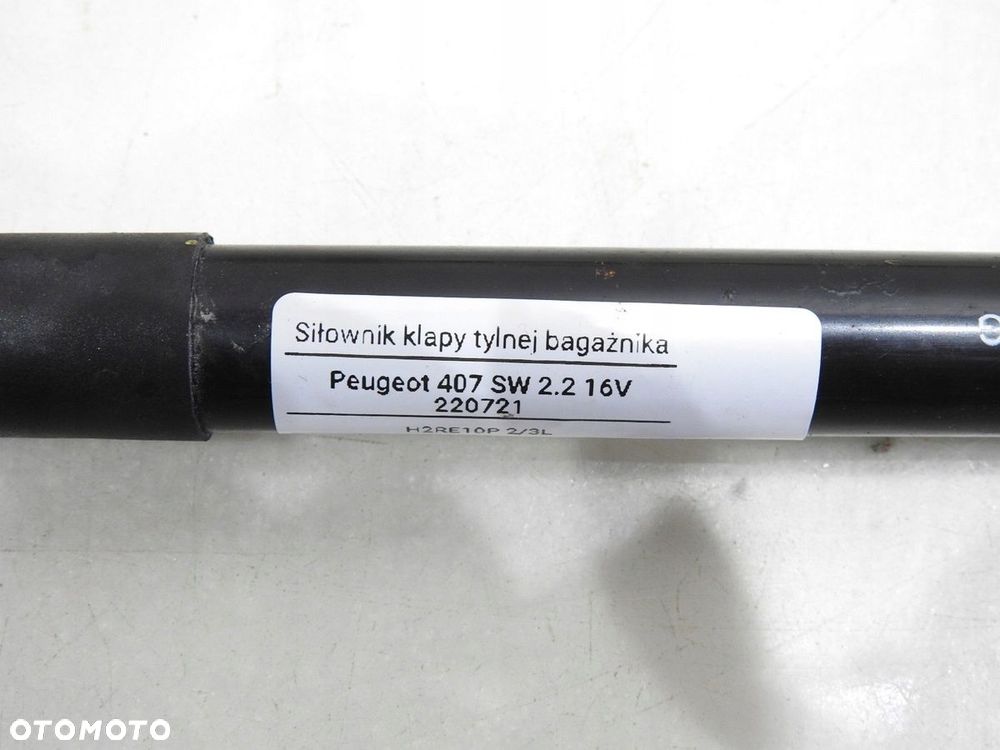 Siłownik klapy tylnej bagażnika
Peugeot 407 SW 2.2 16V
220721
H2RE10P 2/3L
OTOMOTO